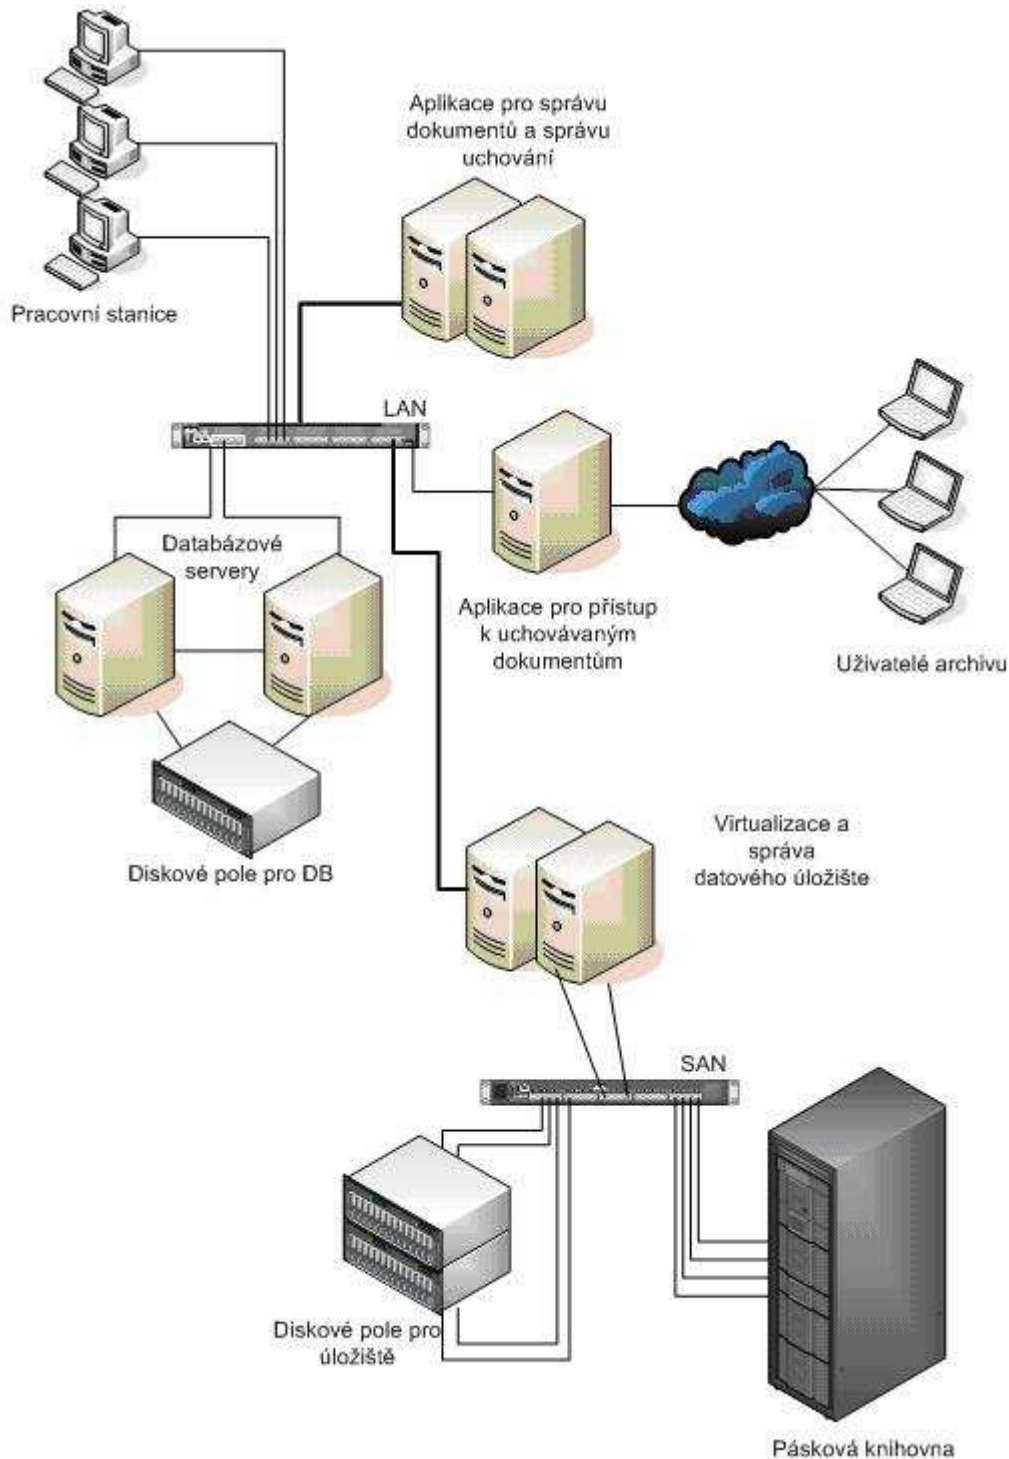 Aplikace pro správu
dokumentů a správu
uchování
Pracovní stanice
LAN
Databázové
servery
Aplikace pro přístup
k uchovávaným
dokumentům
Uživatelé archivu
Diskové pole pro DB
Virtualizace a
správa
datového úložište
SAN
Diskové pole pro
úložiště
Pásková knihovna